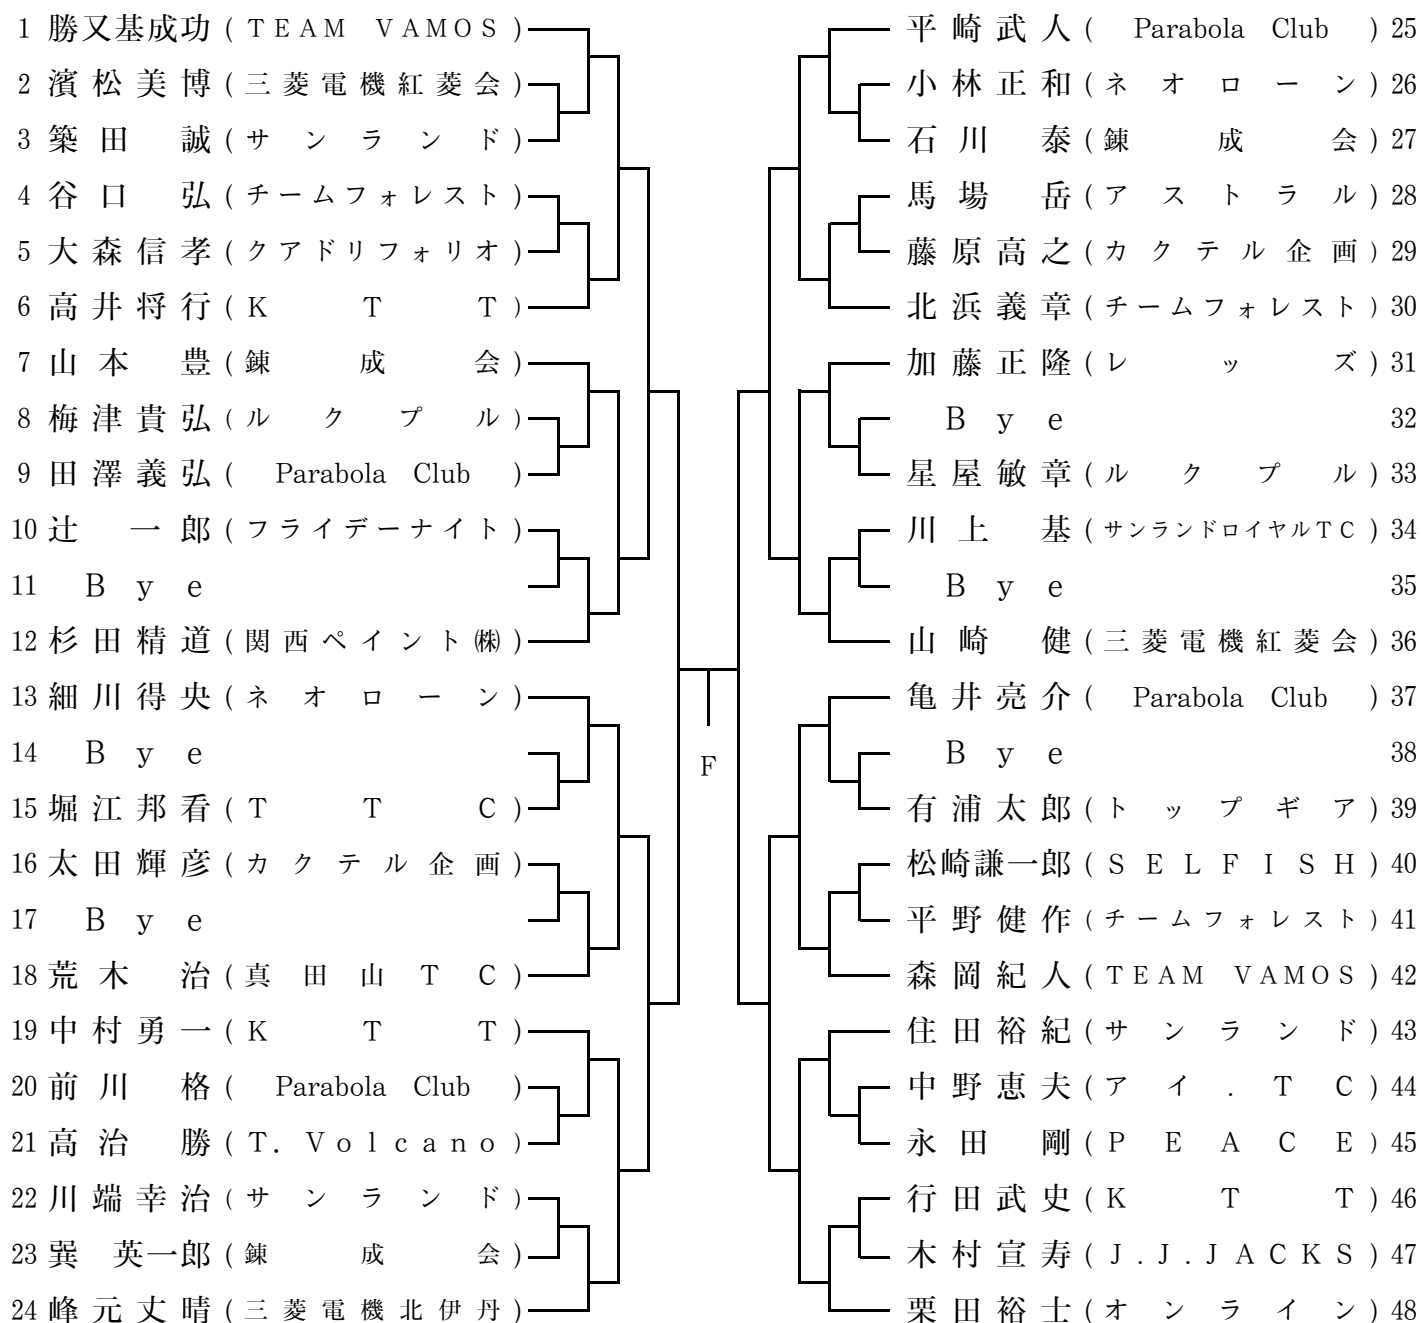 1 勝又基成功 (TEAM VAMOS)
2 濱松美博 (三菱電機紅菱会)
3 築田 誠 (サンランド)
4 谷口 弘 (チームフォレスト)
5 大森信孝 (クアドリフォリオ)
6 高井将行 (KTT)
7 山本 豊 (錬成会)
8 梅津貴弘 (ルクプル)
9 田澤義弘 (Parabola Club)
10 辻 一郎 (フライデーナイト)
11 Bye
12 杉田精道 (関西ペイント㈱)
13 細川得央 (ネオローン)
14 Bye
15 堀江邦看 (TTC)
16 太田輝彦 (カクテル企画)
17 Bye
18 荒木 治 (真田山TC)
19 中村勇一 (KTT)
20 前川 格 (Parabola Club)
21 高治 勝 (T. Volcano)
22 川端幸治 (サンランド)
23 巽 英一郎 (錬成会)
24 峰元丈晴 (三菱電機北伊丹)
F
平崎武人 (Parabola Club) 25
小林正和 (ネオローン) 26
石川 泰 (錬成会) 27
馬場 岳 (アストラル) 28
藤原高之 (カクテル企画) 29
北浜義章 (チームフォレスト) 30
加藤正隆 (レッズ) 31
Bye 32
星屋敏章 (ルクプル) 33
川上 基 (サンランドロイヤルTC) 34
Bye 35
山崎 健 (三菱電機紅菱会) 36
亀井亮介 (Parabola Club) 37
Bye 38
有浦太郎 (トップギア) 39
松崎謙一郎 (SELFISH) 40
平野健作 (チームフォレスト) 41
森岡紀人 (TEAM VAMOS) 42
住田裕紀 (サンランド) 43
中野恵夫 (アイ.TC) 44
永田 剛 (PEACE) 45
行田武史 (KTT) 46
木村宣寿 (J.J.JACKS) 47
栗田裕士 (オンライン) 48